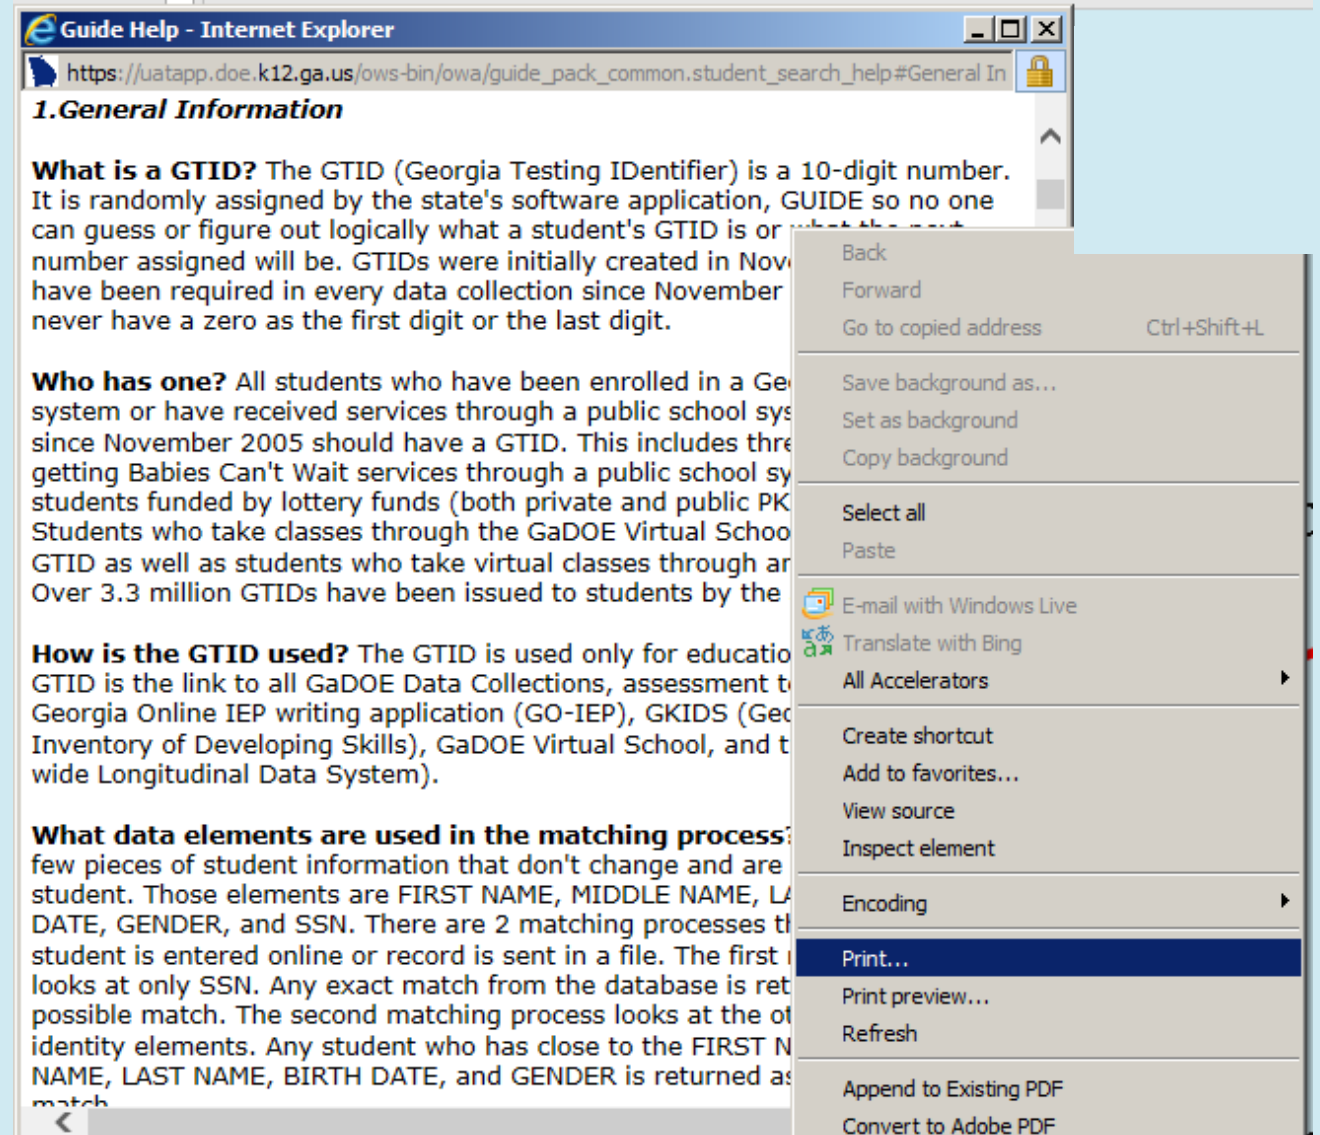 Guide Help - Internet Explorer
https://uatapp.doe.k12.ga.us/ows-bin/owa/guide_pack_common.student_search_help#General In
1.General Information
What is a GTID? The GTID (Georgia Testing IDentifier) is a 10-digit number.
It is randomly assigned by the state's software application, GUIDE so no one
can guess or figure out logically what a student's GTID is or what the next
number assigned will be. GTIDs were initially created in Nov
have been required in every data collection since November
never have a zero as the first digit or the last digit.
Who has one? All students who have been enrolled in a Ge
system or have received services through a public school sys
since November 2005 should have a GTID. This includes thre
getting Babies Can't Wait services through a public school sy
students funded by lottery funds (both private and public PK
Students who take classes through the GaDOE Virtual Schoo
GTID as well as students who take virtual classes through ar
Over 3.3 million GTIDs have been issued to students by the
How is the GTID used? The GTID is used only for educatio
GTID is the link to all GaDOE Data Collections, assessment t
Georgia Online IEP writing application (GO-IEP), GKIDS (Geo
Inventory of Developing Skills), GaDOE Virtual School, and t
wide Longitudinal Data System).
What data elements are used in the matching process?
few pieces of student information that don't change and are
student. Those elements are FIRST NAME, MIDDLE NAME, LA
DATE, GENDER, and SSN. There are 2 matching processes th
student is entered online or record is sent in a file. The first
looks at only SSN. Any exact match from the database is ret
possible match. The second matching process looks at the ot
identity elements. Any student who has close to the FIRST N
NAME, LAST NAME, BIRTH DATE, and GENDER is returned as
match
Back
Forward
Go to copied address Ctrl+Shift+L
Save background as...
Set as background
Copy background
Select all
Paste
E-mail with Windows Live
Translate with Bing
All Accelerators
Create shortcut
Add to favorites...
View source
Inspect element
Encoding
Print...
Print preview...
Refresh
Append to Existing PDF
Convert to Adobe PDF